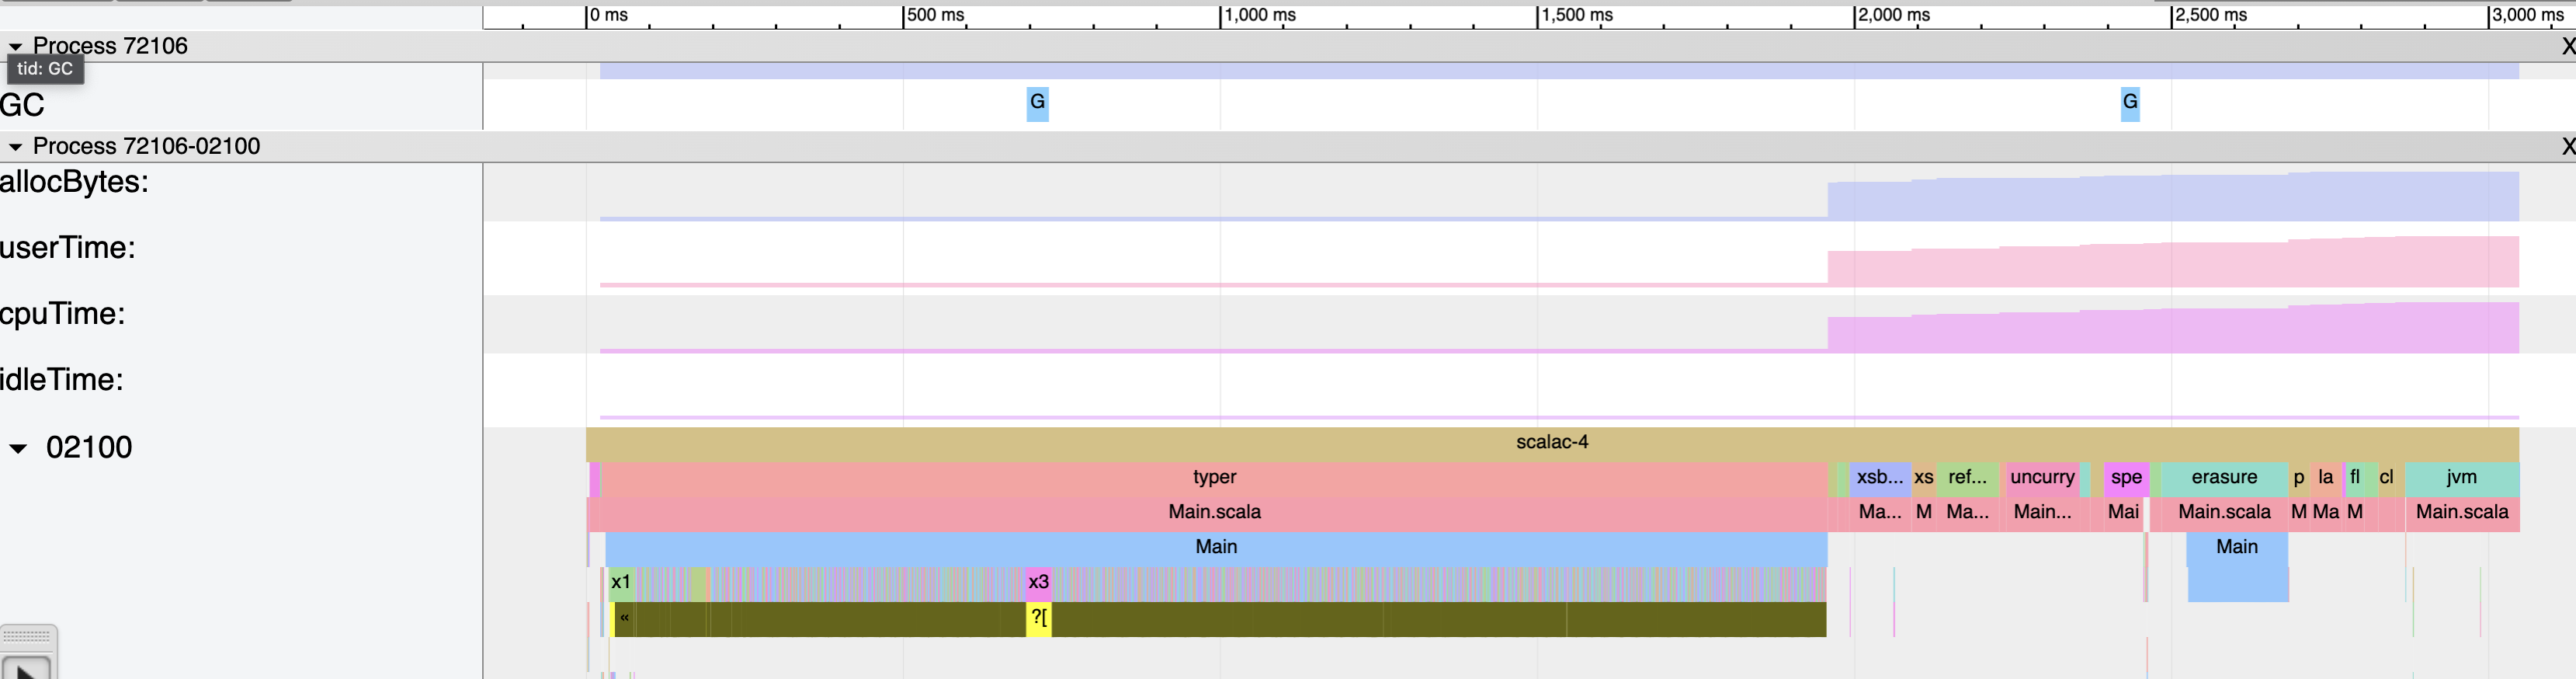 0 ms 500 ms 1,000 ms 1,500 ms 2,000 ms 2,500 ms 3,000 ms
Process 72106 X
tid: GC
GC G G
Process 72106-02100 X
allocBytes:
userTime:
cpuTime:
idleTime:
02100 scalac-4
typer xsb... xs ref... uncurry spe erasure p la fl cl jvm
Main.scala Ma... M Ma... Main... Mai Main.scala M Ma M Main.scala
Main Main
x1 x3
« ?[